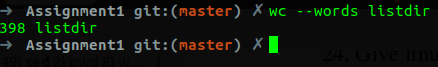 → Assignment1 git:(master) ✗ wc --words listdir
398 listdir
→ Assignment1 git:(master) ✗